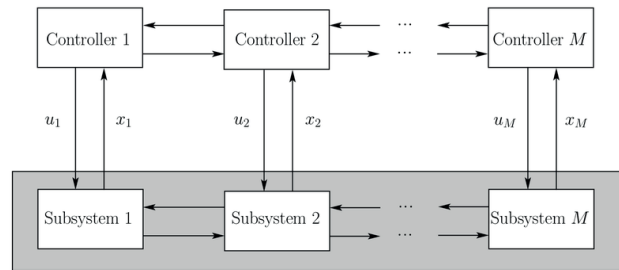 Controller 1 Controller 2 ... Controller M
...
u1 x1 u2 x2 uM xM
Subsystem 1 Subsystem 2 ... Subsystem M
...